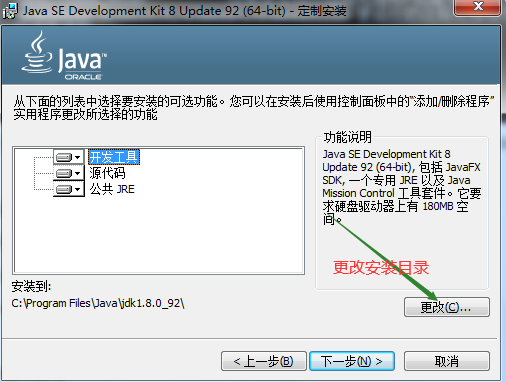 Java SE Development Kit 8 Update 92 (64-bit) - 定制安装
Java
ORACLE
从下面的列表中选择要安装的可选功能。您可以在安装后使用控制面板中的"添加/删除程序"
实用程序更改所选择的功能
开发工具
源代码
公共 JRE
功能说明
Java SE Development Kit 8
Update 92 (64-bit), 包括 JavaFX
SDK, 一个专用 JRE 以及 Java
Mission Control 工具套件。它要
求硬盘驱动器上有 180MB 空
间。
更改安装目录
安装到:
C:\Program Files\Java\jdk1.8.0_92\
更改(C)...
< 上一步(B)
下一步(N) >
取消